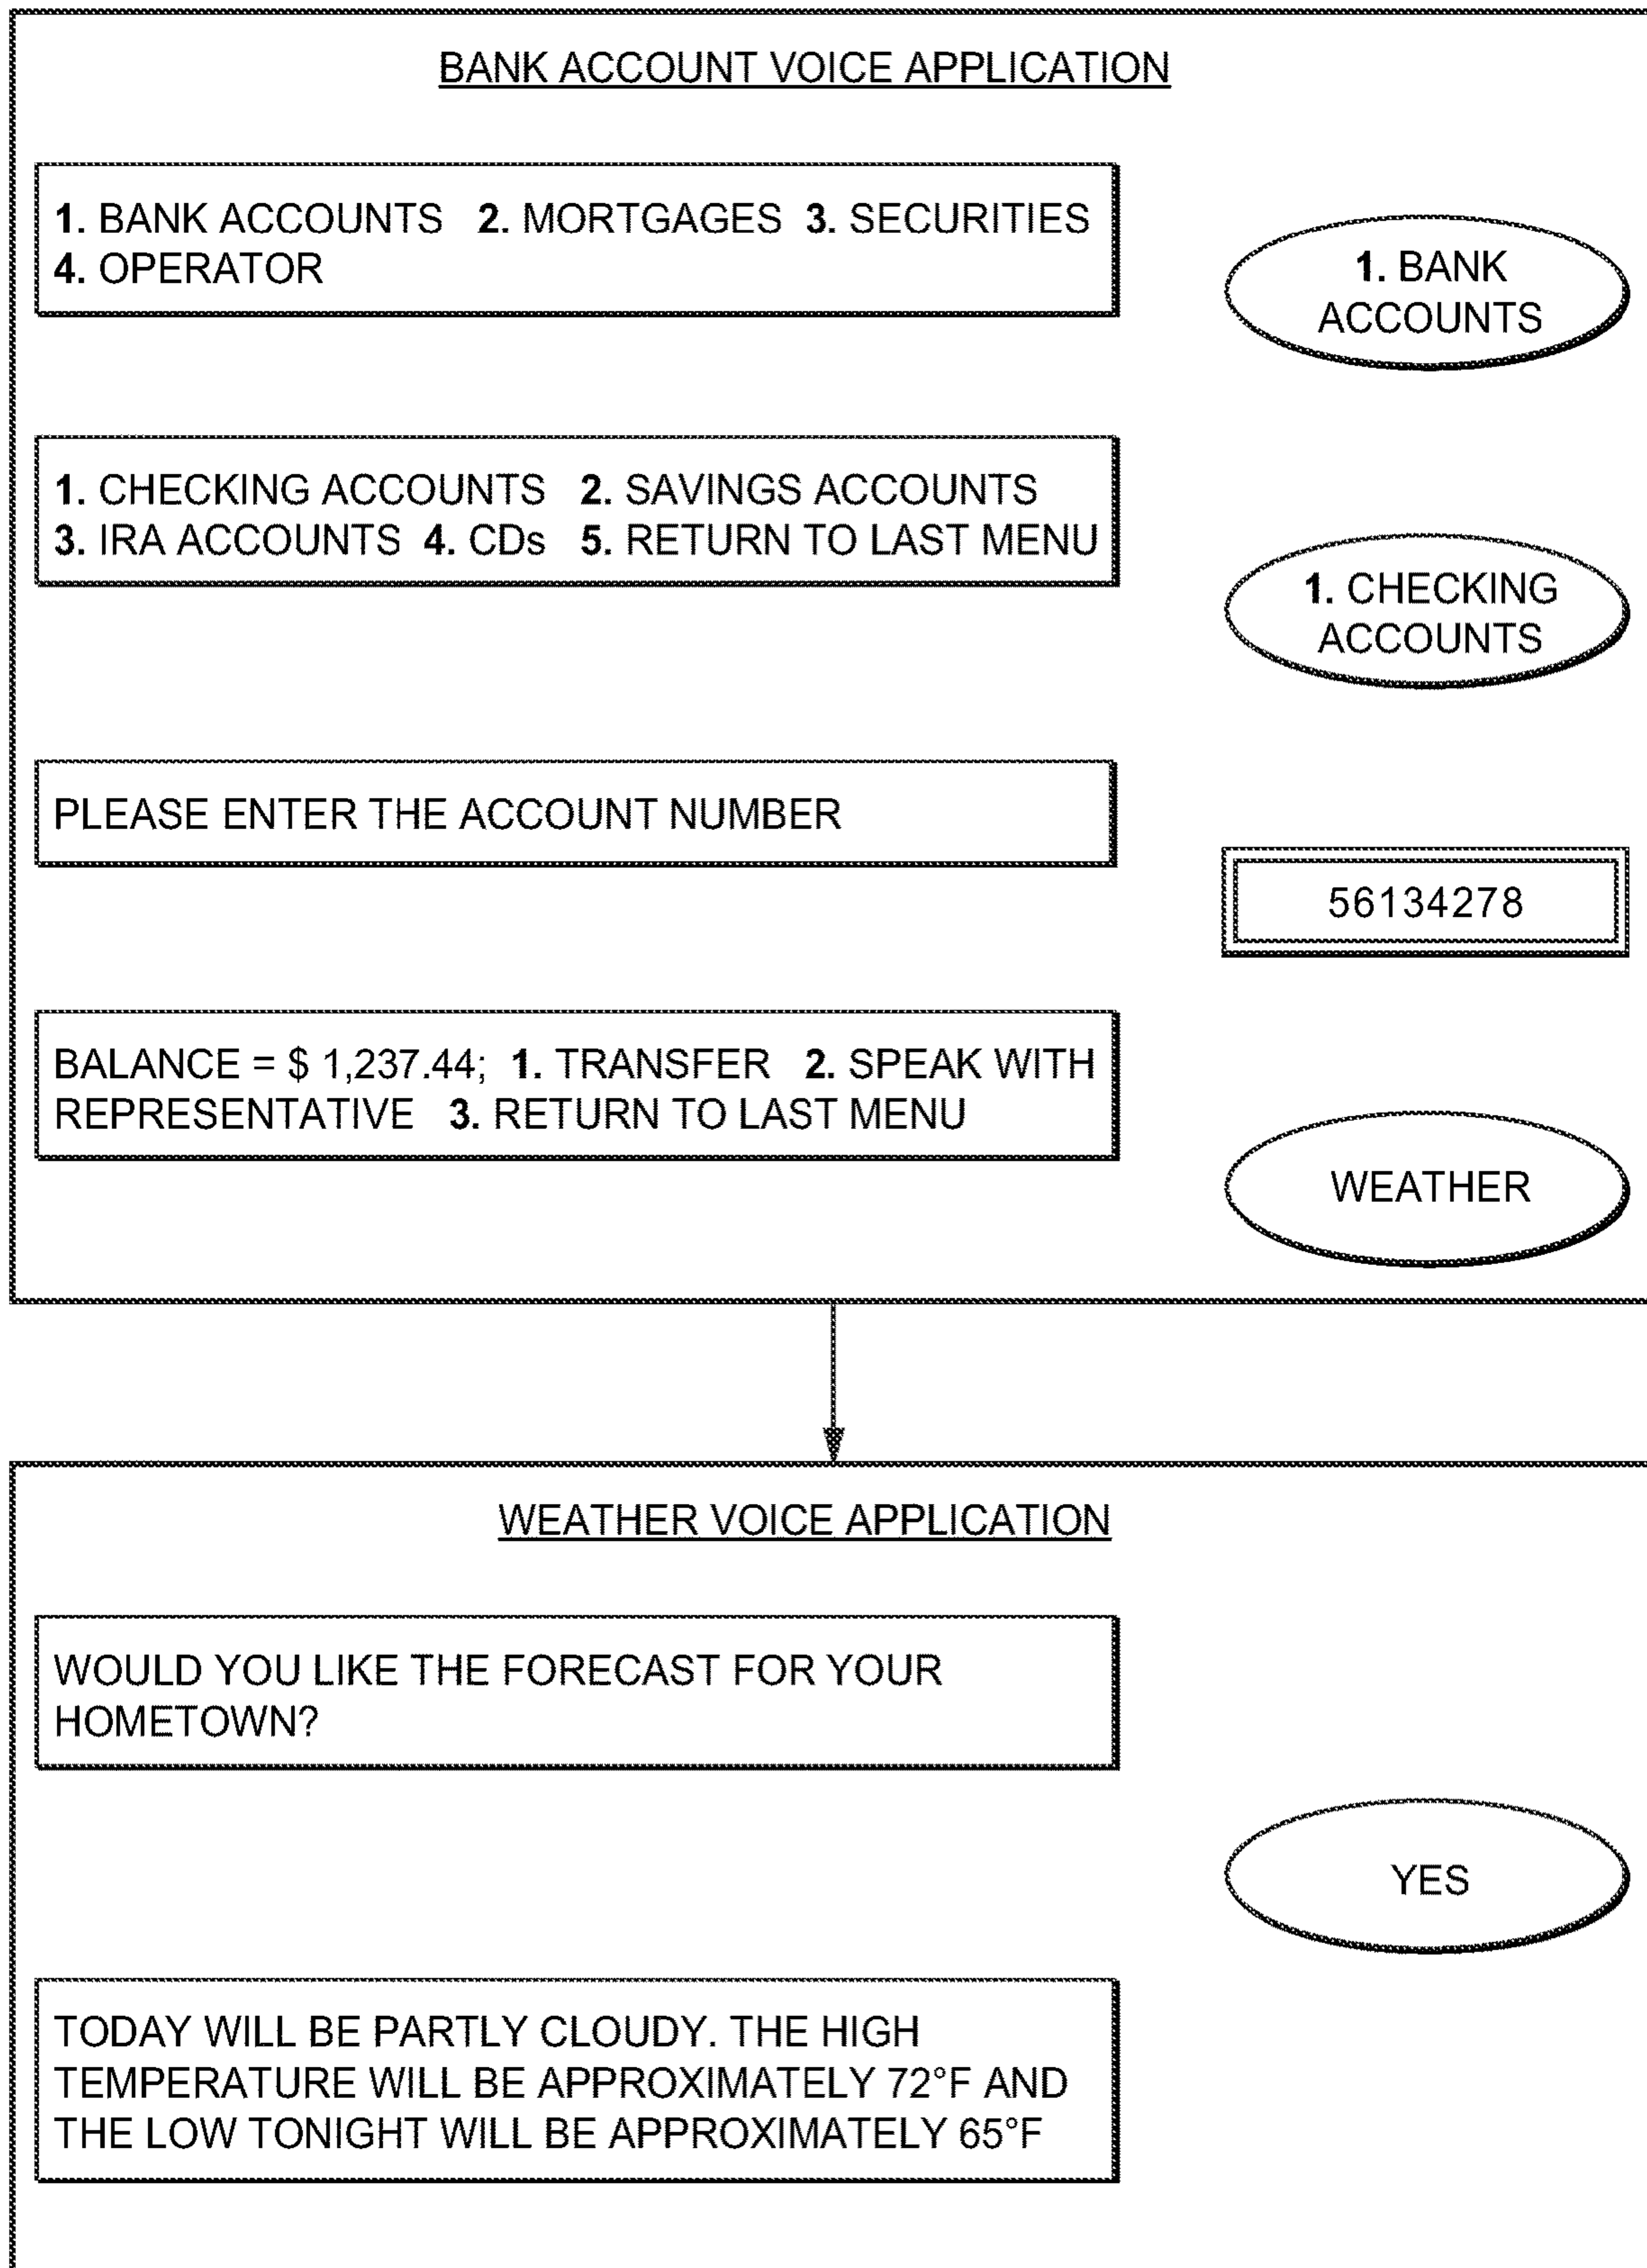 BANK ACCOUNT VOICE APPLICATION
1. BANK ACCOUNTS 2. MORTGAGES 3. SECURITIES
4. OPERATOR
1. BANK
ACCOUNTS
1. CHECKING ACCOUNTS 2. SAVINGS ACCOUNTS
3. IRA ACCOUNTS 4. CDs 5. RETURN TO LAST MENU
1. CHECKING
ACCOUNTS
PLEASE ENTER THE ACCOUNT NUMBER
56134278
BALANCE = $ 1,237.44; 1. TRANSFER 2. SPEAK WITH
REPRESENTATIVE 3. RETURN TO LAST MENU
WEATHER
WEATHER VOICE APPLICATION
WOULD YOU LIKE THE FORECAST FOR YOUR
HOMETOWN?
YES
TODAY WILL BE PARTLY CLOUDY. THE HIGH
TEMPERATURE WILL BE APPROXIMATELY 72°F AND
THE LOW TONIGHT WILL BE APPROXIMATELY 65°F